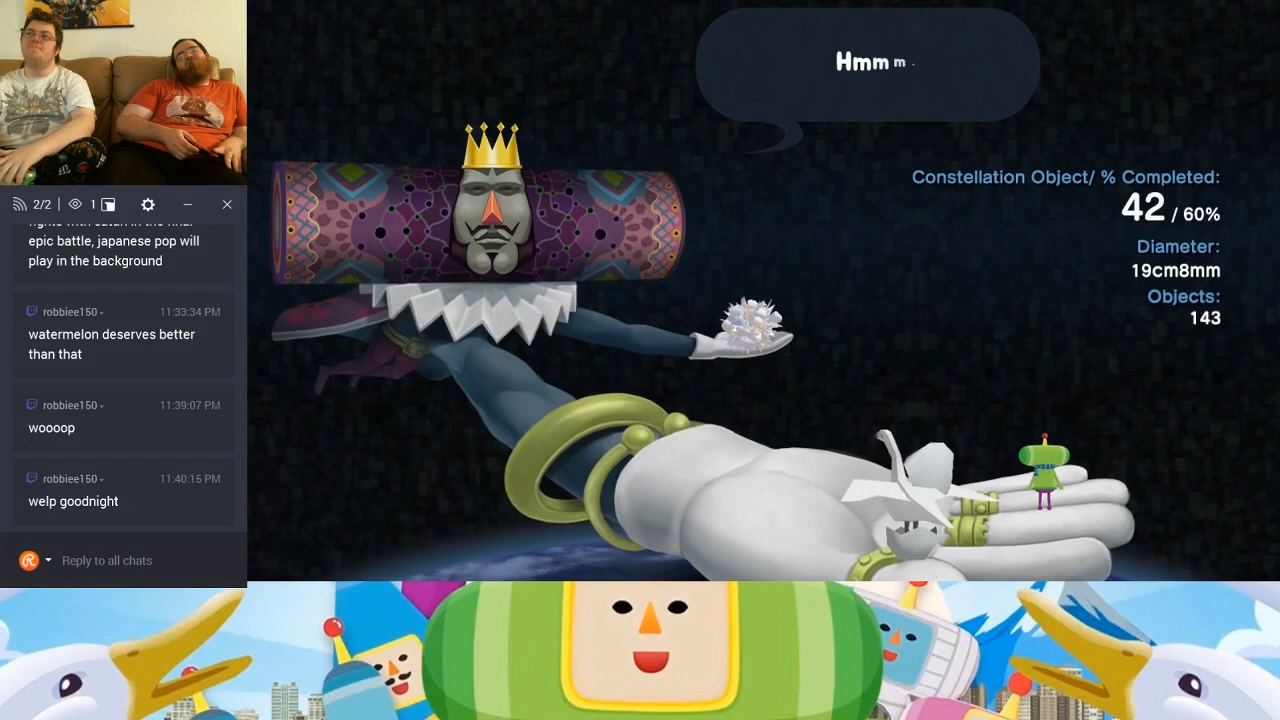 Hmmm.
2/2
1
epic battle, japanese pop will
play in the background
robbiee150
11:33:34 PM
watermelon deserves better
than that
robbiee150
11:39:07 PM
woooop
robbiee150
11:40:15 PM
welp goodnight
Reply to all chats
Constellation Object/ % Completed:
42 / 60%
Diameter:
19cm8mm
Objects:
143